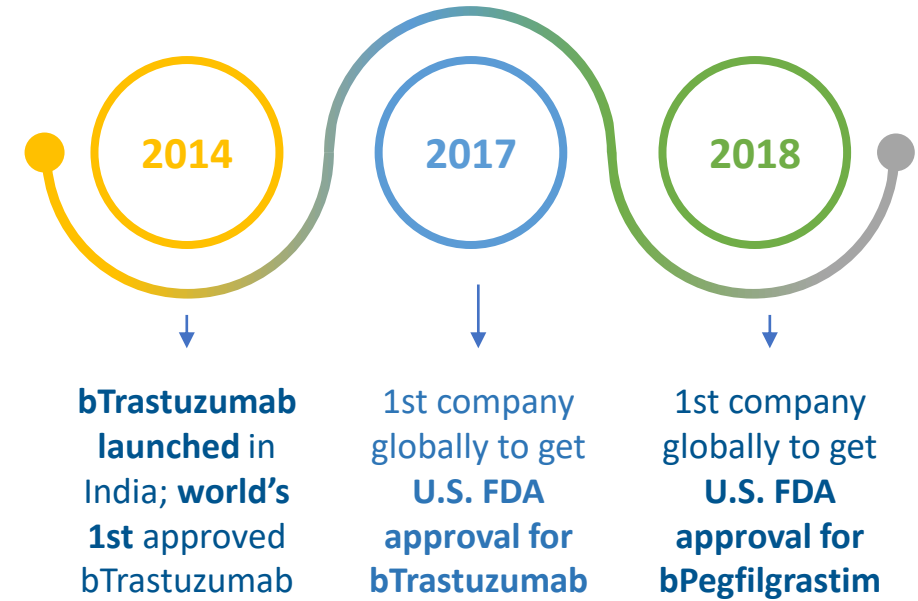 2014
2017
2018
bTrastuzumab
launched in
India; world’s
1st approved
bTrastuzumab
1st company
globally to get
U.S. FDA
approval for
bTrastuzumab
1st company
globally to get
U.S. FDA
approval for
bPegfilgrastim